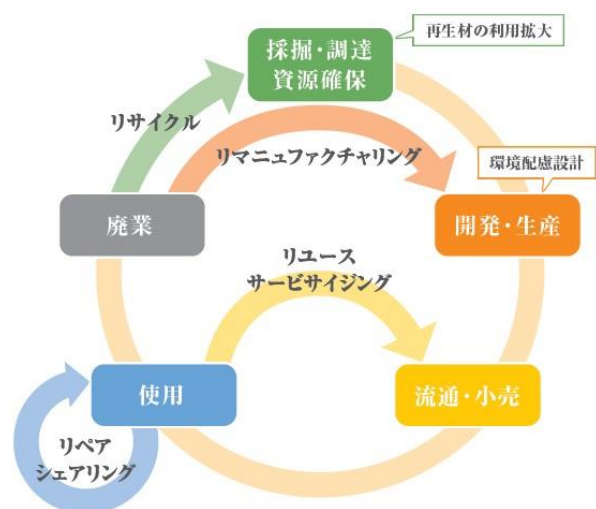 再生材の利用拡大
採掘・調達
資源確保
リサイクル
リマニュファクチャリング
環境配慮設計
廃業
開発・生産
リユース
サービサイジング
使用
流通・小売
リペア
シェアリング